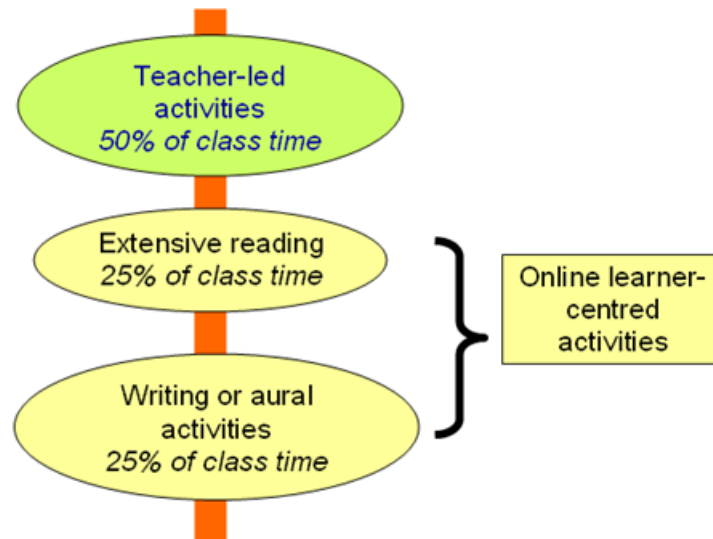 Teacher-led
activities
50% of class time
Extensive reading
25% of class time
Online learner-
centred
activities
Writing or aural
activities
25% of class time